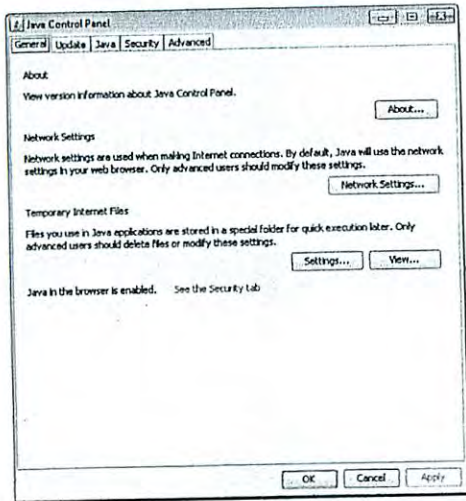 Java Control Panel
General Update Java Security Advanced
About
View version information about Java Control Panel.
About...
Network Settings
Network settings are used when making Internet connections. By default, Java will use the network
settings in your web browser. Only advanced users should modify these settings.
Network Settings...
Temporary Internet Files
Files you use in Java applications are stored in a special folder for quick execution later. Only
advanced users should delete files or modify these settings.
Settings... View...
Java in the browser is enabled. See the Security tab
OK Cancel Apply